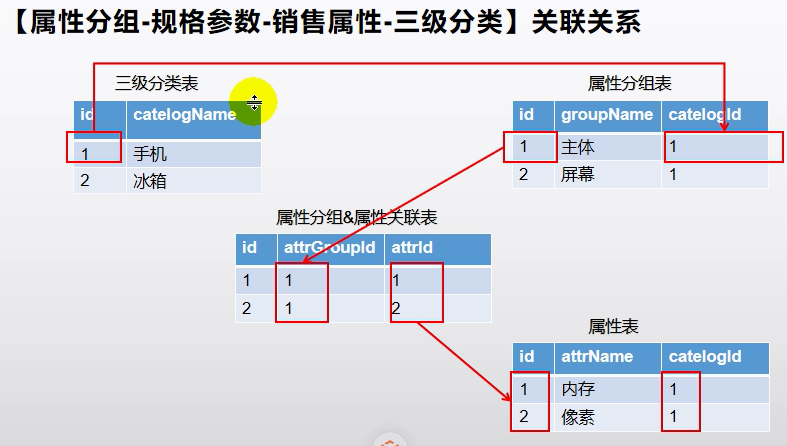 【属性分组-规格参数-销售属性-三级分类】关联关系
三级分类表
id catelogName
1 手机
2 冰箱
属性分组表
id groupName catelogId
1 主体 1
2 屏幕 1
属性分组&属性关联表
id attrGroupId attrId
1 1 1
2 1 2
属性表
id attrName catelogId
1 内存 1
2 像素 1